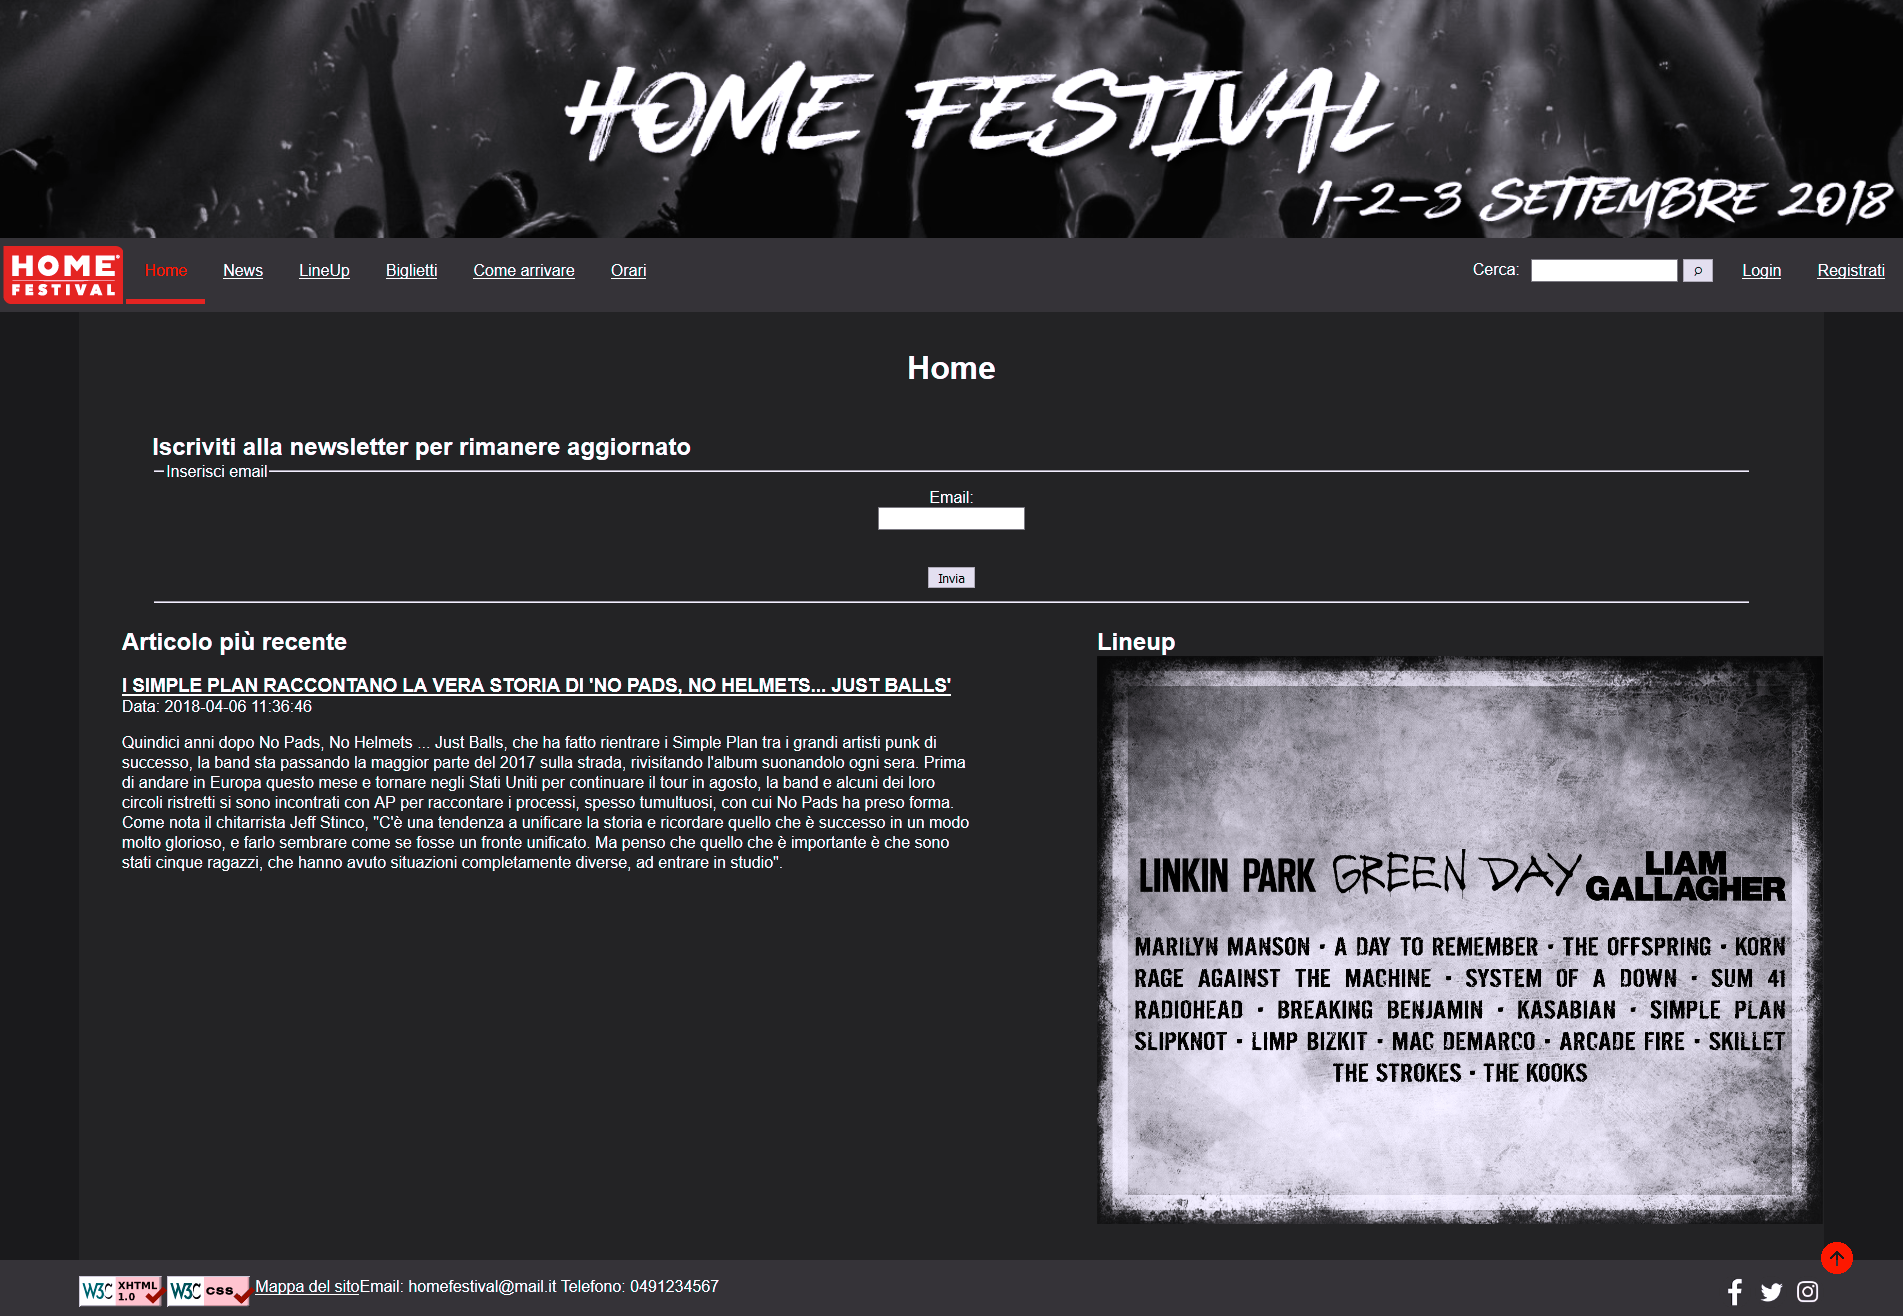 HOME FESTIVAL
1-2-3 SETTEMBRE 2018
HOME
FESTIVAL
Home News LineUp Biglietti Come arrivare Orari Cerca: Login Registrati
Home
Iscriviti alla newsletter per rimanere aggiornato
Inserisci email
Email:
Invia
Articolo più recente
I SIMPLE PLAN RACCONTANO LA VERA STORIA DI 'NO PADS, NO HELMETS... JUST BALLS'
Data: 2018-04-06 11:36:46
Quindici anni dopo No Pads, No Helmets ... Just Balls, che ha fatto rientrare i Simple Plan tra i grandi artisti punk di
successo, la band sta passando la maggior parte del 2017 sulla strada, rivisitando l'album suonandolo ogni sera. Prima
di andare in Europa questo mese e tornare negli Stati Uniti per continuare il tour in agosto, la band e alcuni dei loro
circoli ristretti si sono incontrati con AP per raccontare i processi, spesso tumultuosi, con cui No Pads ha preso forma.
Come nota il chitarrista Jeff Stinco, "C'è una tendenza a unificare la storia e ricordare quello che è successo in un modo
molto glorioso, e farlo sembrare come se fosse un fronte unificato. Ma penso che quello che è importante è che sono
stati cinque ragazzi, che hanno avuto situazioni completamente diverse, ad entrare in studio".
Lineup
LINKIN PARK GREEN DAY LIAM GALLAGHER
MARILYN MANSON · A DAY TO REMEMBER · THE OFFSPRING · KORN
RAGE AGAINST THE MACHINE · SYSTEM OF A DOWN · SUM 41
RADIOHEAD · BREAKING BENJAMIN · KASABIAN · SIMPLE PLAN
SLIPKNOT · LIMP BIZKIT · MAC DEMARCO · ARCADE FIRE · SKILLET
THE STROKES · THE KOOKS
W3C XHTML 1.0 W3C css Mappa del sitoEmail: homefestival@mail.it Telefono: 0491234567